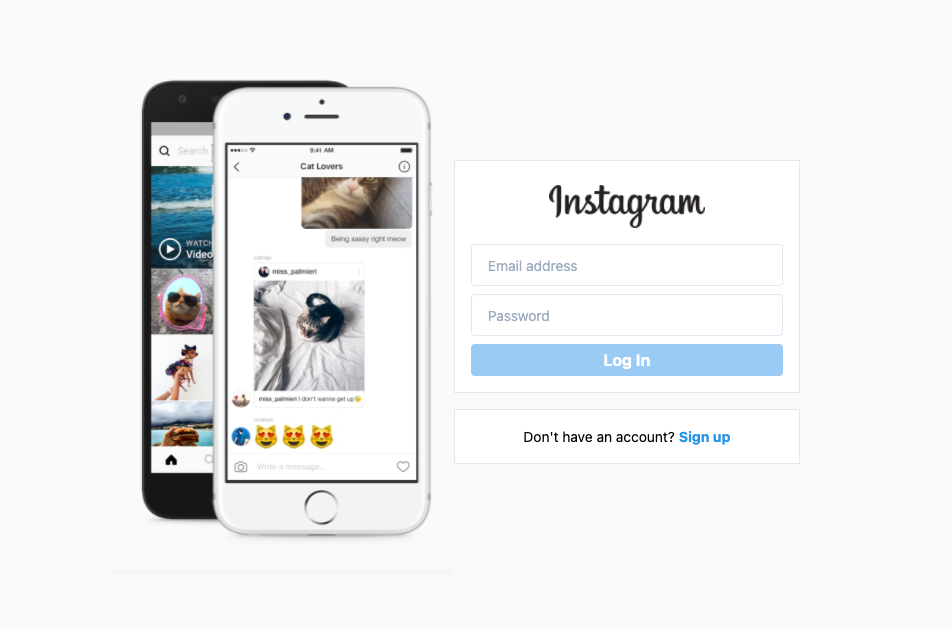 Search
WATCH
Video
9:41 AM
Cat Lovers
Being sassy right meow
catnap
miss_palmieri
miss_palmieri I don't wanna get up😉
Write a message...
Instagram
Email address
Password
Log In
Don't have an account? Sign up